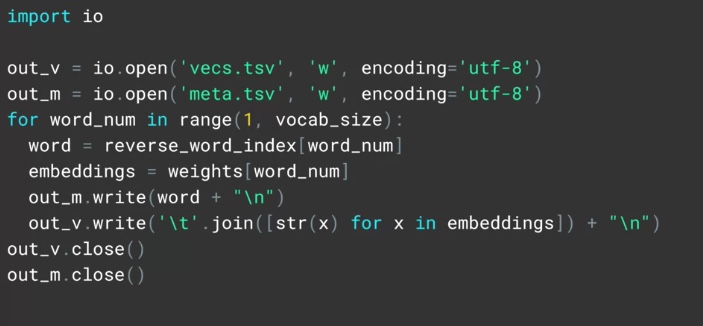 import io

out_v = io.open('vecs.tsv', 'w', encoding='utf-8')
out_m = io.open('meta.tsv', 'w', encoding='utf-8')
for word_num in range(1, vocab_size):
  word = reverse_word_index[word_num]
  embeddings = weights[word_num]
  out_m.write(word + "\n")
  out_v.write('\t'.join([str(x) for x in embeddings]) + "\n")
out_v.close()
out_m.close()